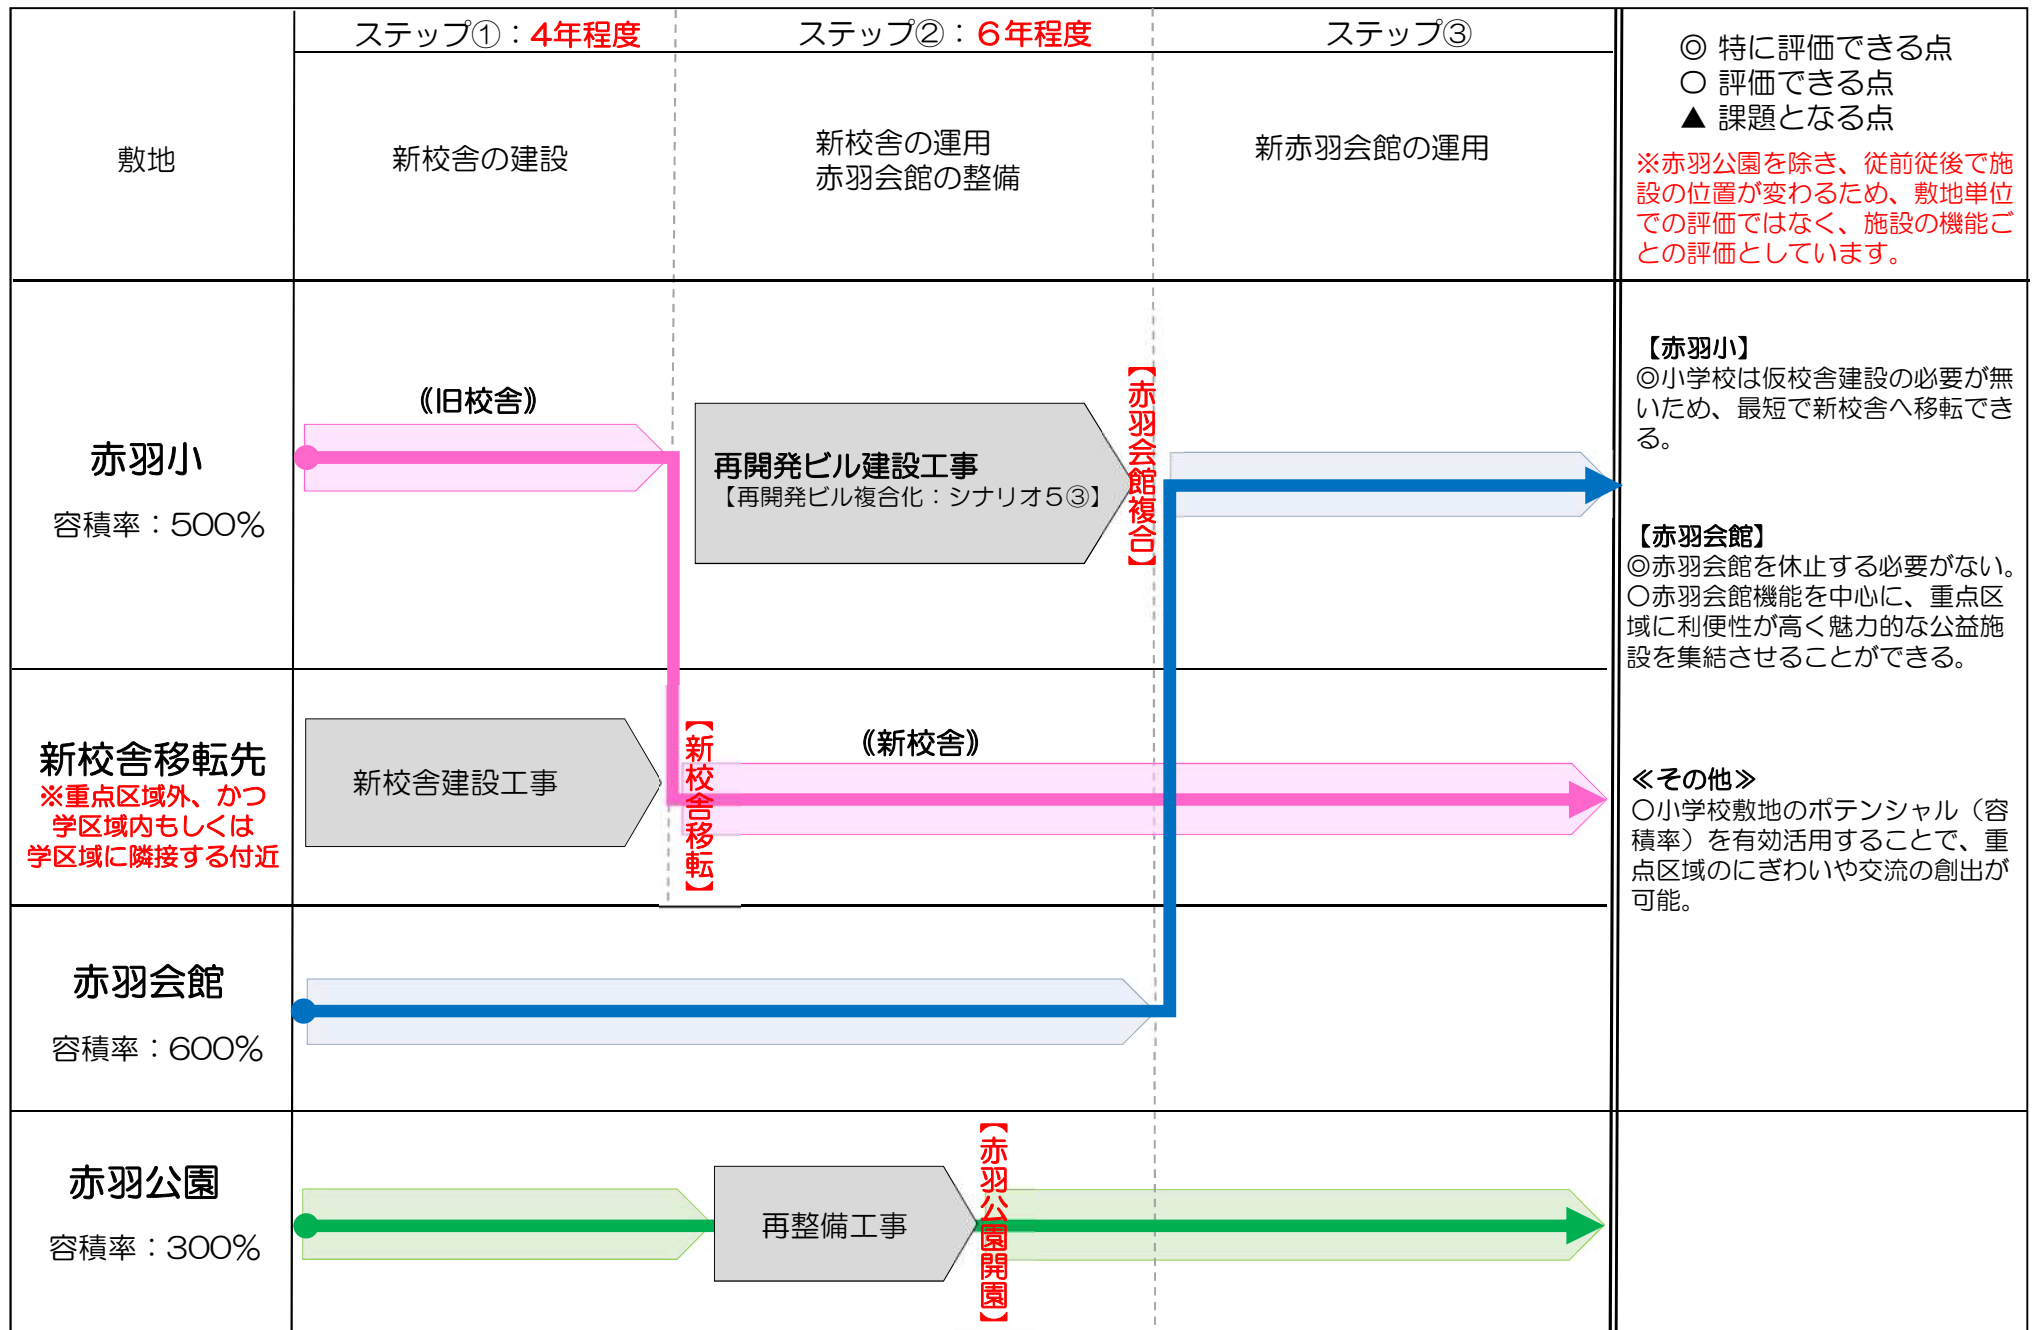 ステップ①：4年程度
ステップ②：６年程度
ステップ③
敷地
新校舎の建設
新校舎の運用
赤羽会館の整備
新赤羽会館の運用
◎ 特に評価できる点
〇 評価できる点
▲ 課題となる点
※赤羽公園を除き、従前従後で施
設の位置が変わるため、敷地単位
での評価ではなく、施設の機能ご
との評価としています。
赤羽小
容積率：500%
⟪旧校舎⟫
再開発ビル建設工事
【再開発ビル複合化：シナリオ５③】
【赤羽会館複合】
【赤羽小】
◎小学校は仮校舎建設の必要が無
いため、最短で新校舎へ移転でき
る。
【赤羽会館】
◎赤羽会館を休止する必要がない。
〇赤羽会館機能を中心に、重点区
域に利便性が高く魅力的な公益施
設を集結させることができる。
新校舎移転先
※重点区域外、かつ
学区域内もしくは
学区域に隣接する付近
新校舎建設工事
【新校舎移転】
⟪新校舎⟫
≪その他≫
〇小学校敷地のポテンシャル（容
積率）を有効活用することで、重
点区域のにぎわいや交流の創出が
可能。
赤羽会館
容積率：600%
赤羽公園
容積率：300%
再整備工事
【赤羽公園開園】